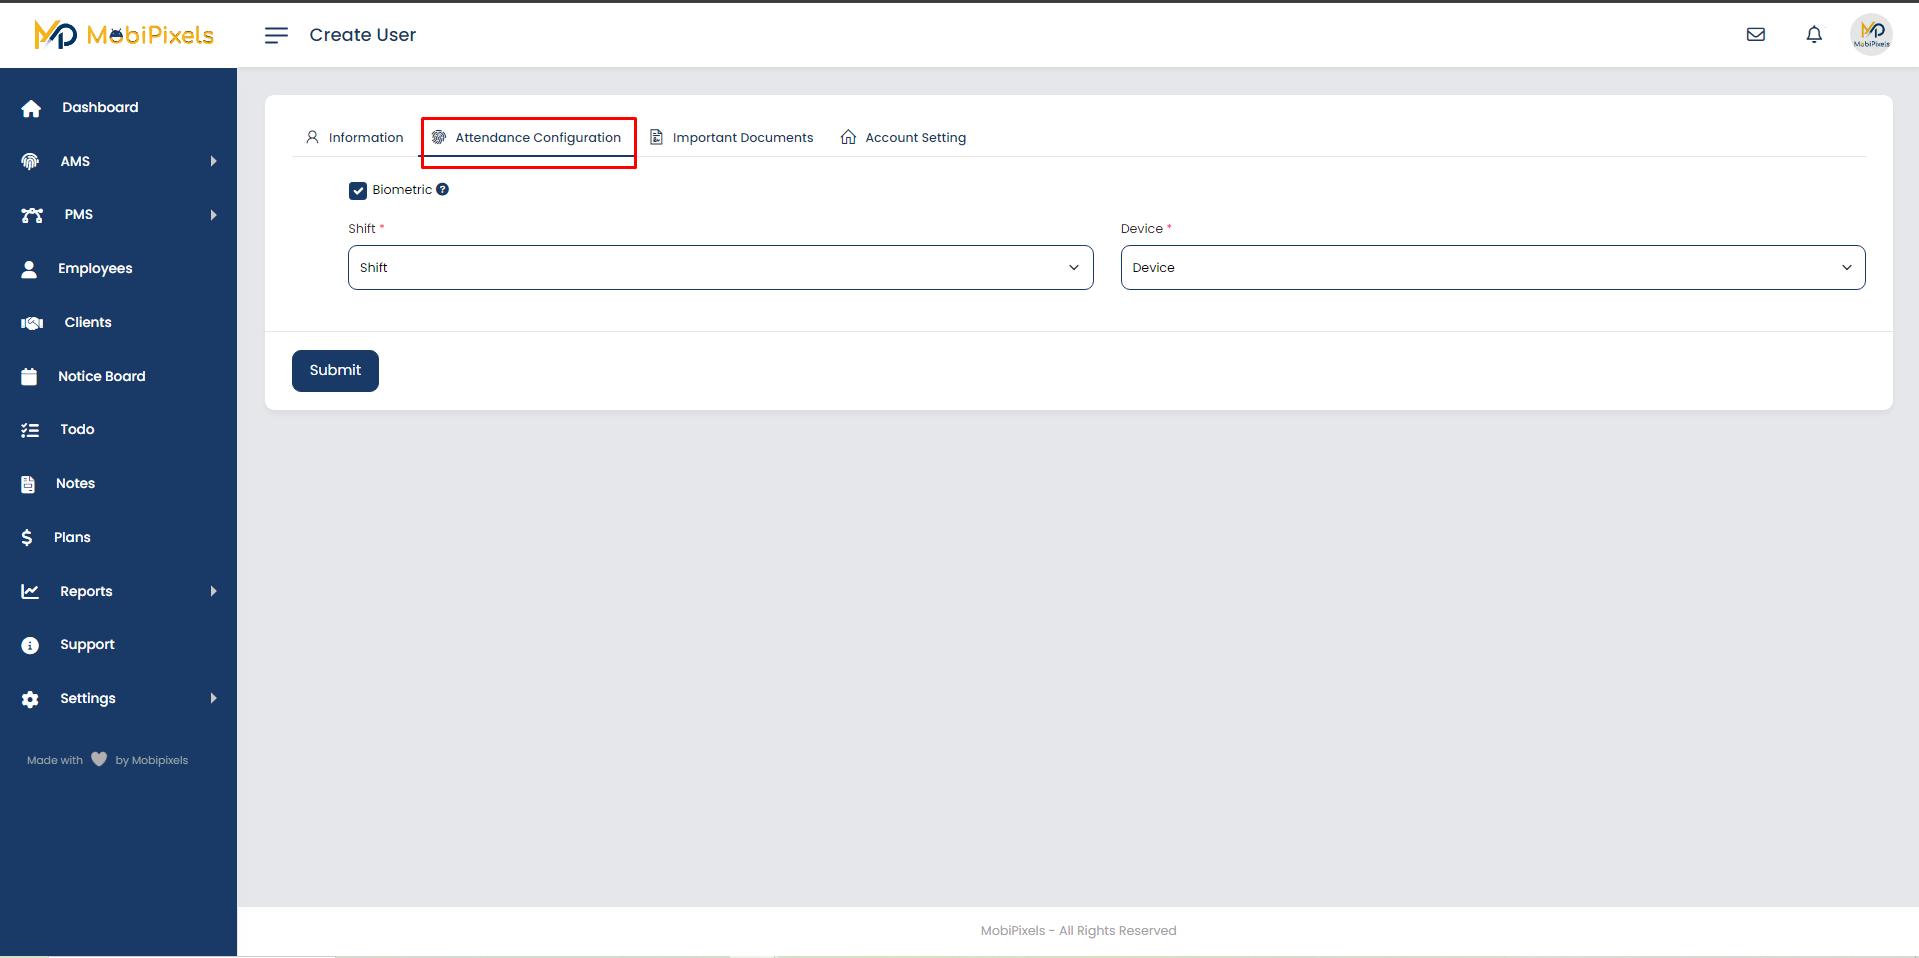 MobiPixels
Create User
MobiPixels
Dashboard
AMS
PMS
Employees
Clients
Notice Board
Todo
Notes
Plans
Reports
Support
Settings
Made with by Mobipixels
Information
Attendance Configuration
Important Documents
Account Setting
Biometric
Shift *
Device *
Shift
Device
Submit
MobiPixels - All Rights Reserved